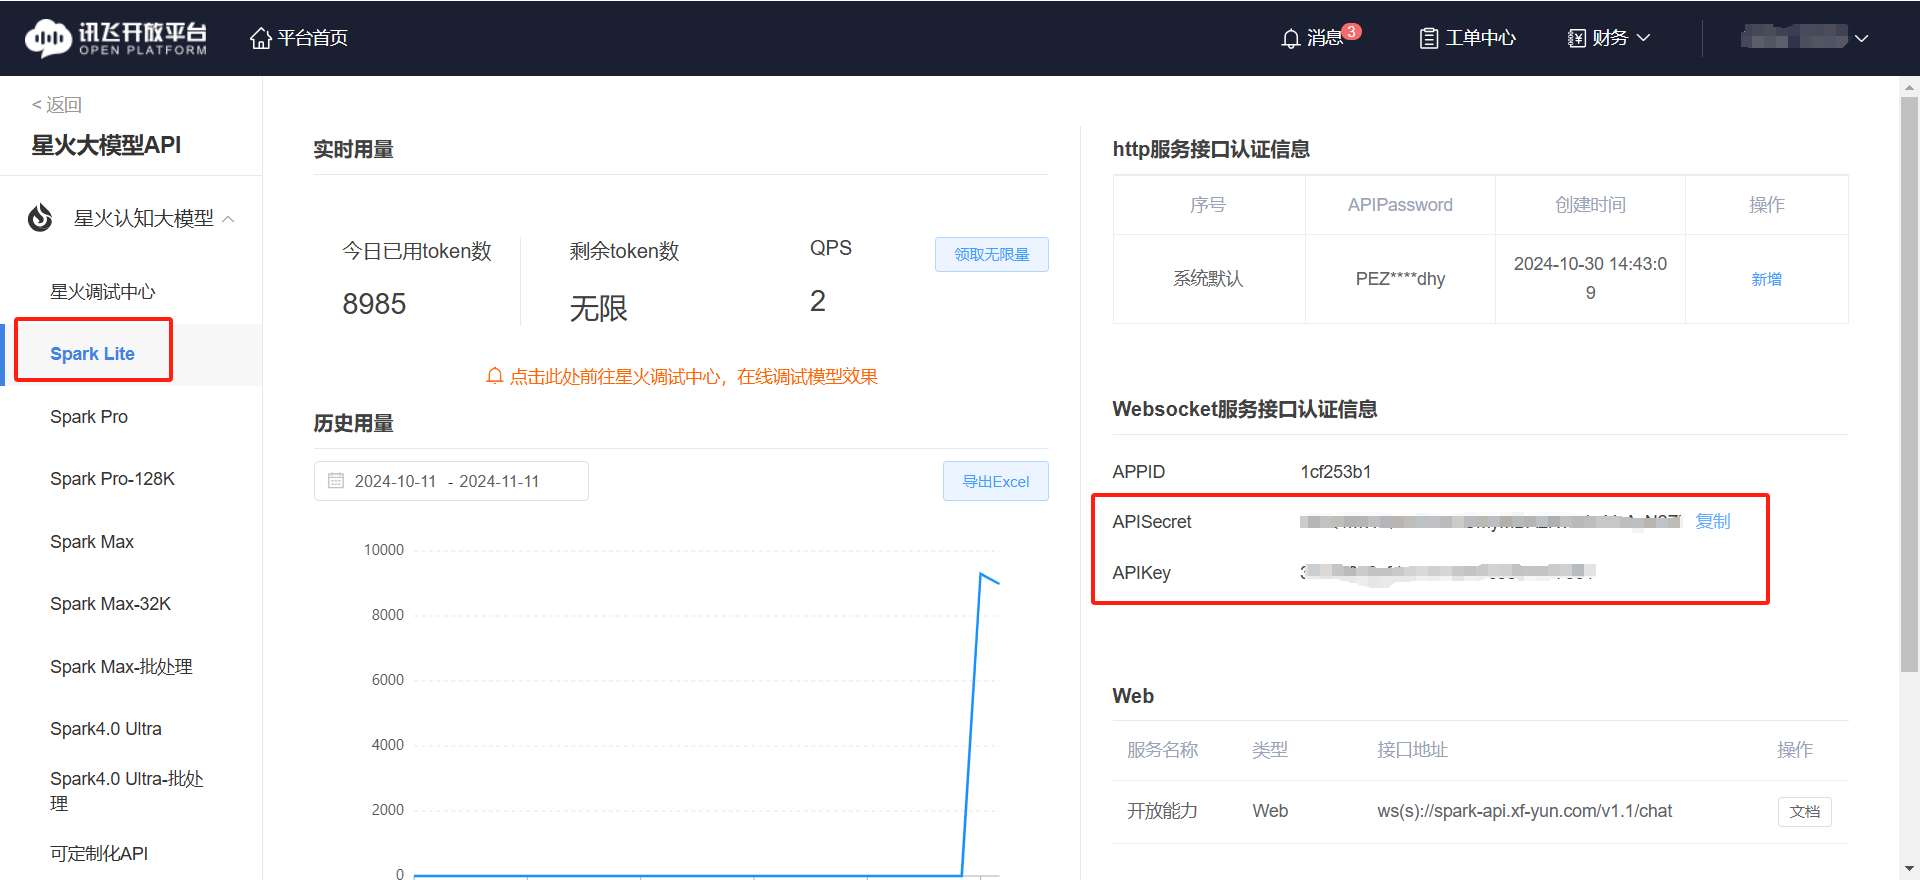 讯飞开放平台
OPEN PLATFORM
平台首页
消息 3
工单中心
财务
< 返回
星火大模型API
星火认知大模型
星火调试中心
Spark Lite
Spark Pro
Spark Pro-128K
Spark Max
Spark Max-32K
Spark Max-批处理
Spark4.0 Ultra
Spark4.0 Ultra-批处
理
可定制化API
实时用量
今日已用token数 剩余token数 QPS 领取无限量
8985 无限 2
点击此处前往星火调试中心，在线调试模型效果
历史用量
2024-10-11 - 2024-11-11 导出Excel
10000
8000
6000
4000
2000
0
http服务接口认证信息
序号 APIPassword 创建时间 操作
系统默认 PEZ****dhy 2024-10-30 14:43:0
9 新增
Websocket服务接口认证信息
APPID 1cf253b1
APISecret 复制
APIKey
Web
服务名称 类型 接口地址 操作
开放能力 Web ws(s)://spark-api.xf-yun.com/v1.1/chat 文档